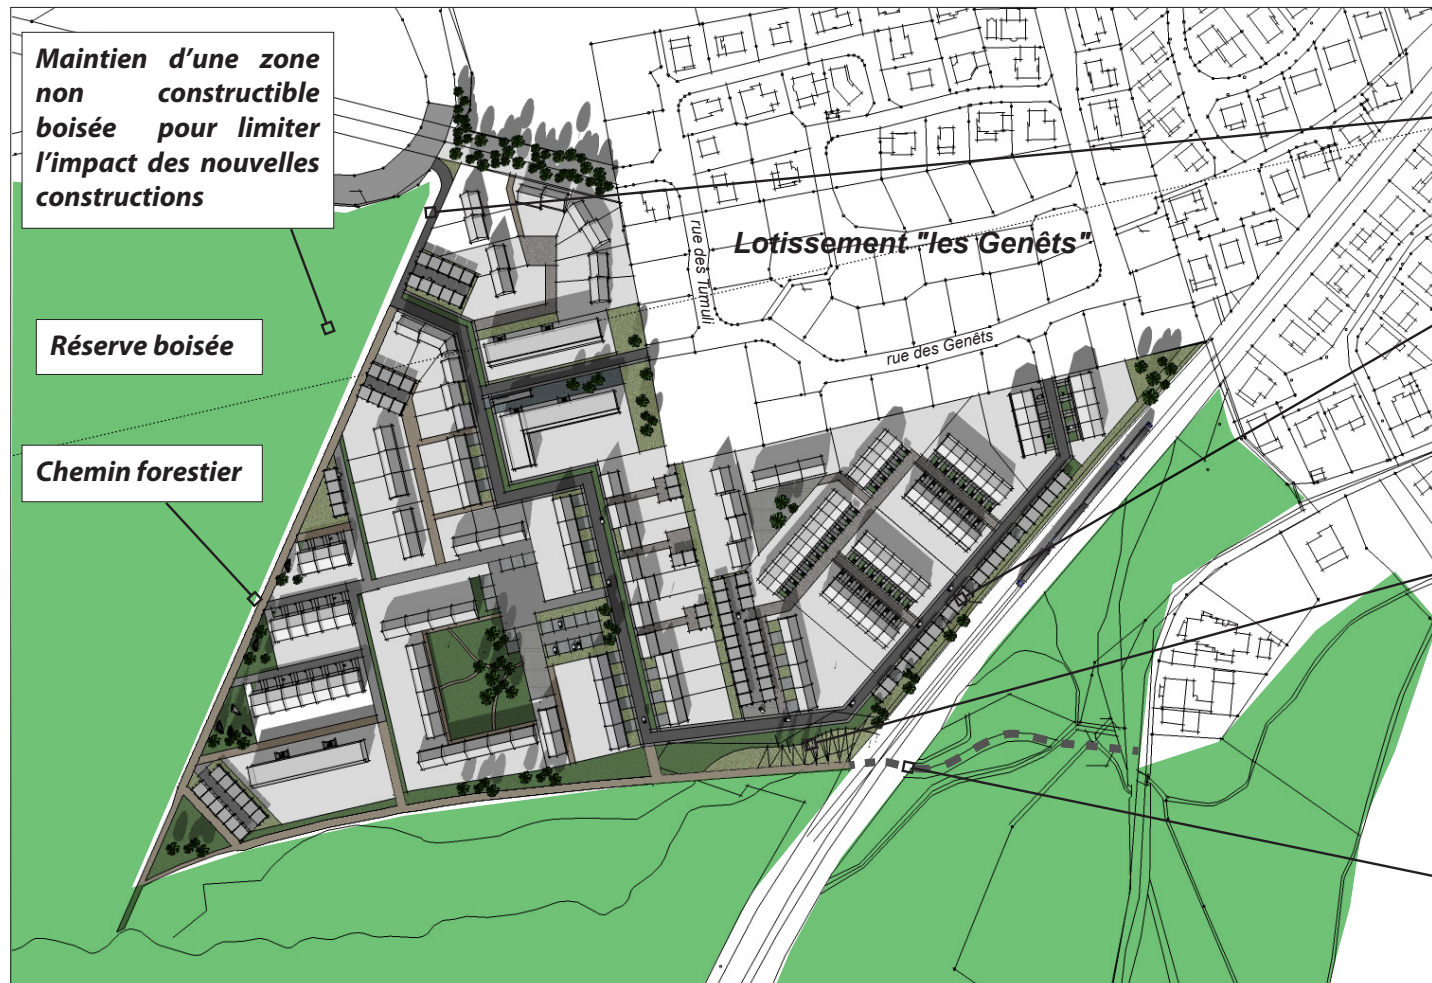 Maintien d'une zone
non constructible
boisée pour limiter
l'impact des nouvelles
constructions
Réserve boisée
Chemin forestier
Lotissement "les Genêts"
rue des Tumuli
rue des Genêts